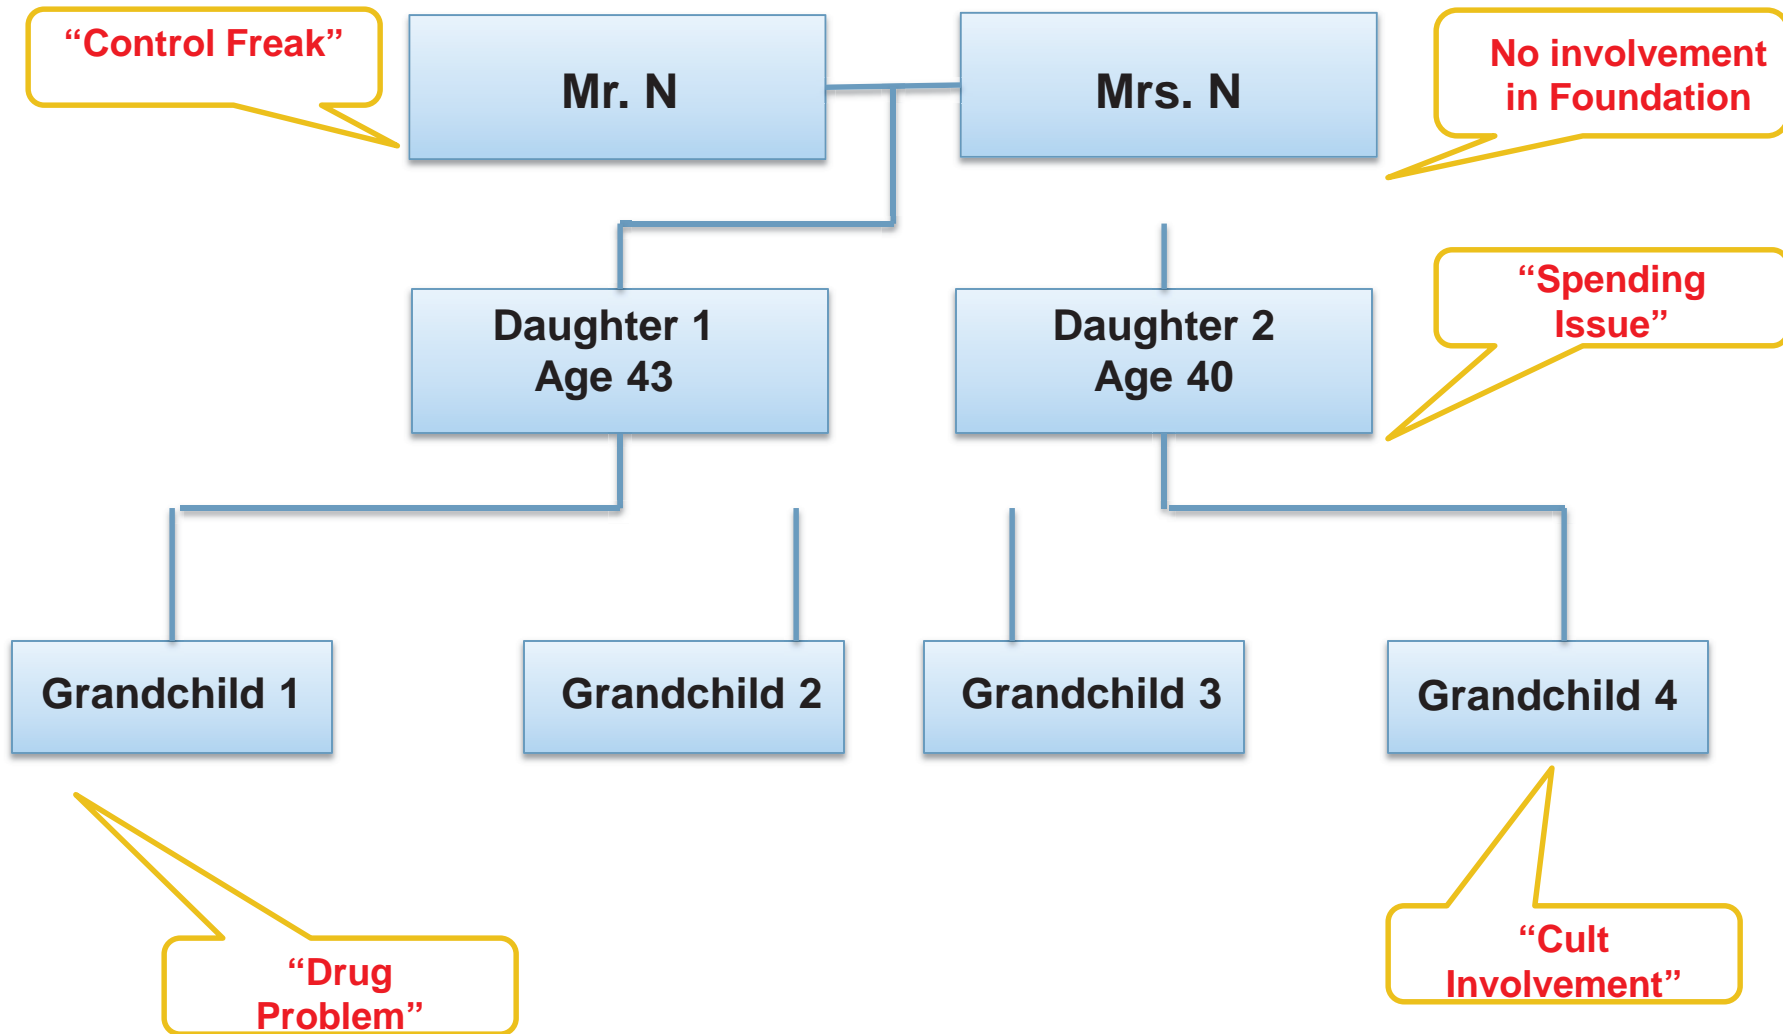 “Control Freak”
Mr. N
Mrs. N
No involvement
in Foundation
Daughter 1
Age 43
Daughter 2
Age 40
“Spending
Issue”
Grandchild 1
Grandchild 2
Grandchild 3
Grandchild 4
“Drug
Problem”
“Cult
Involvement”